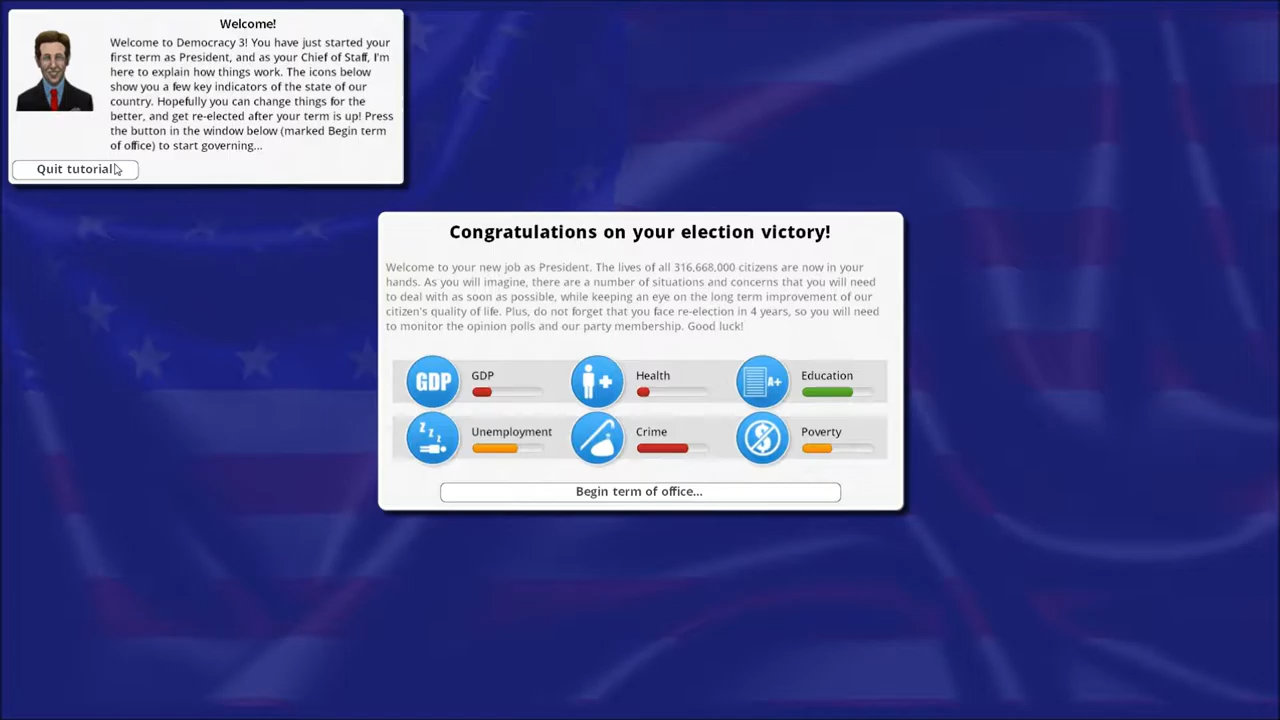 Welcome!
Welcome to Democracy 3! You have just started your
first term as President, and as your Chief of Staff, I'm
here to explain how things work. The icons below
show you a few key indicators of the state of our
country. Hopefully you can change things for the
better, and get re-elected after your term is up! Press
the button in the window below (marked Begin term
of office) to start governing...
Quit tutorial
Congratulations on your election victory!
Welcome to your new job as President. The lives of all 316,668,000 citizens are now in your
hands. As you will imagine, there are a number of situations and concerns that you will need
to deal with as soon as possible, while keeping an eye on the long term improvement of our
citizen's quality of life. Plus, do not forget that you face re-election in 4 years, so you will need
to monitor the opinion polls and our party membership. Good luck!
GDP GDP Health A+ Education
Z Z Z Unemployment Crime $ Poverty
Begin term of office...